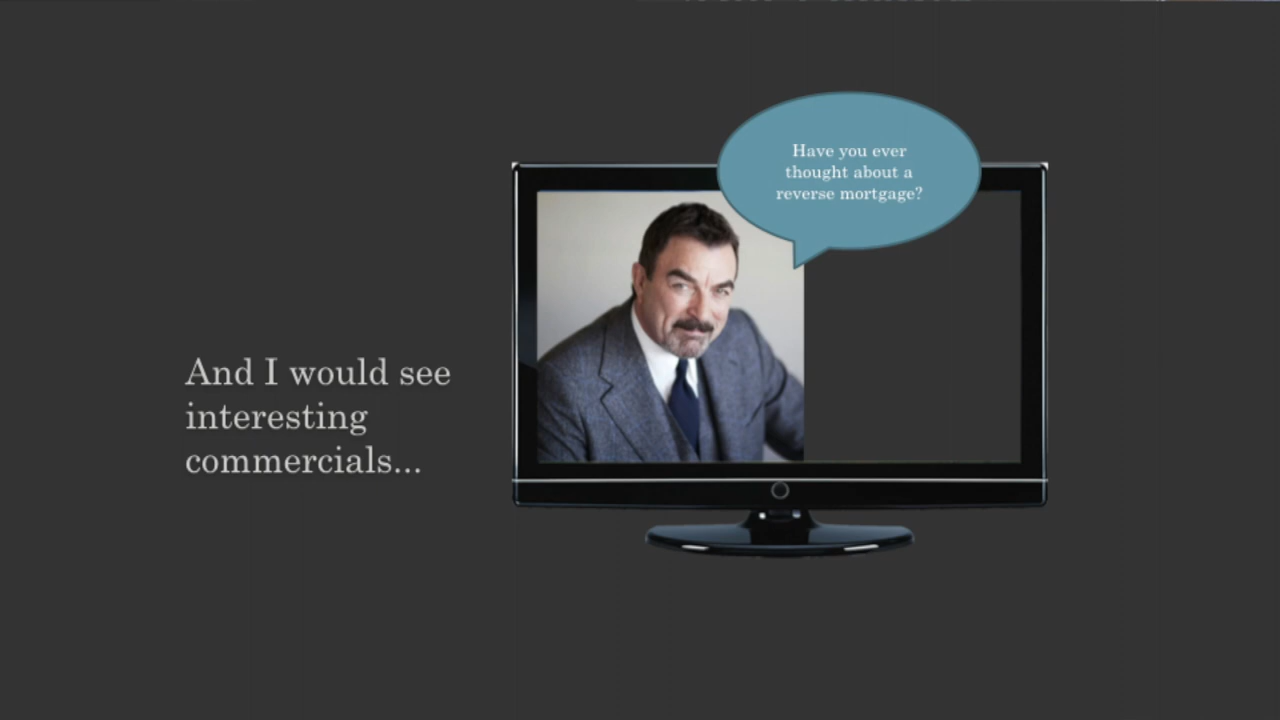 Have you ever
thought about a
reverse mortgage?
And I would see
interesting
commercials...